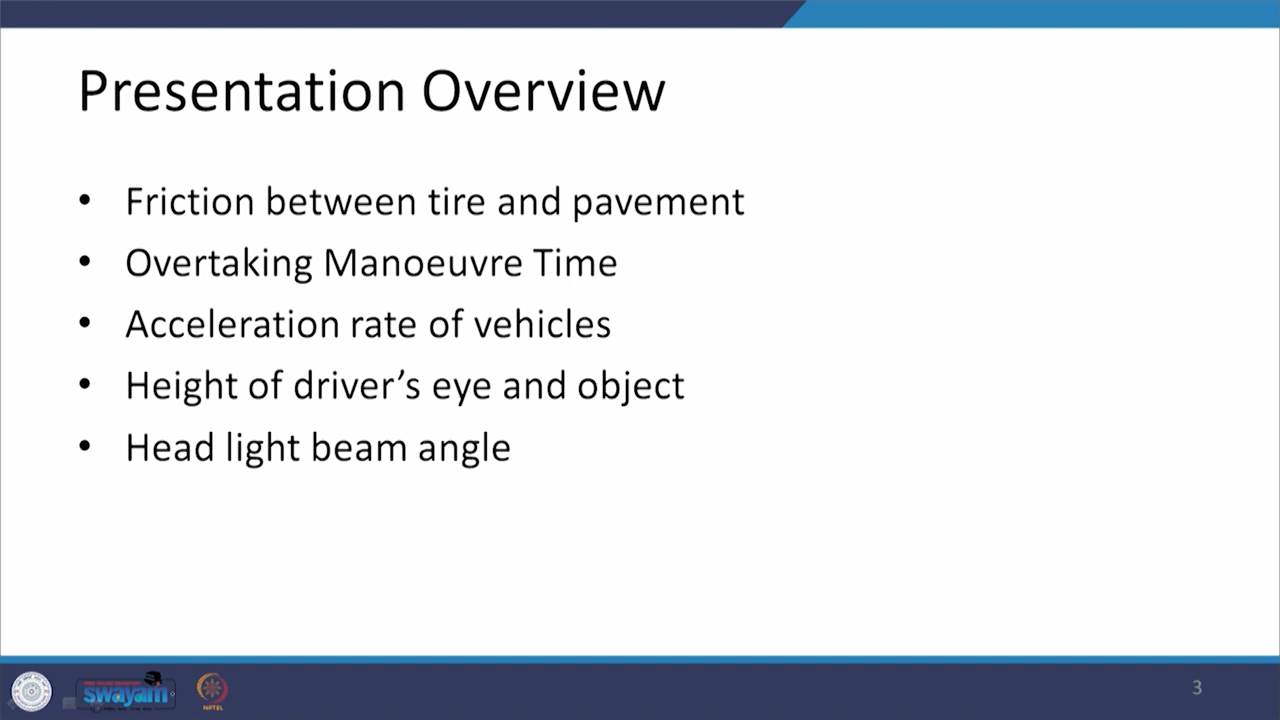 Presentation Overview
• Friction between tire and pavement
• Overtaking Manoeuvre Time
• Acceleration rate of vehicles
• Height of driver’s eye and object
• Head light beam angle
swayam
NPTEL
3